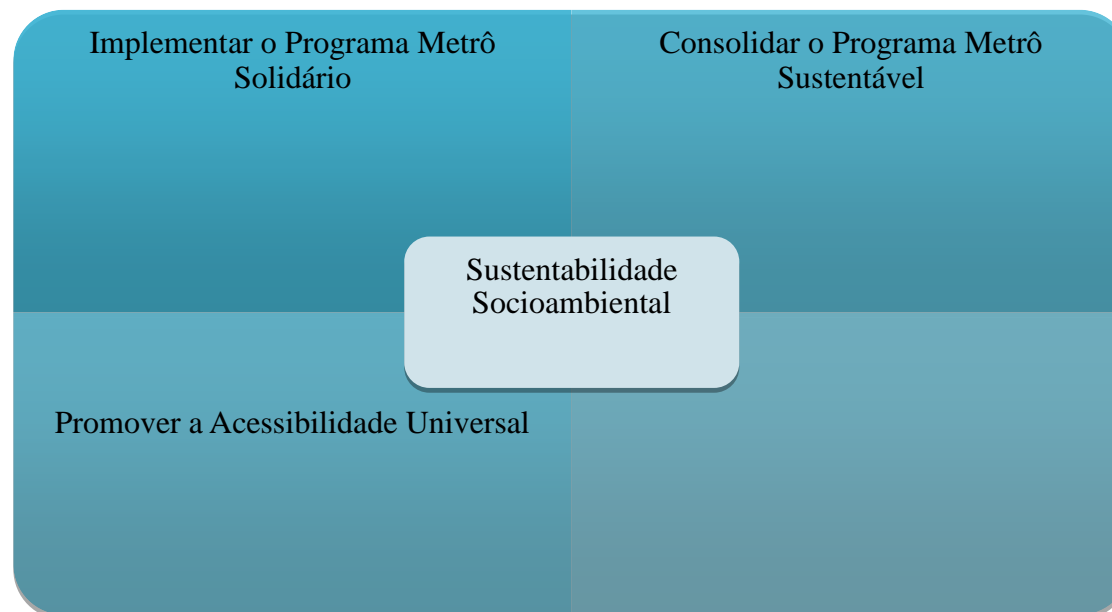 Implementar o Programa Metrô
Solidário
Consolidar o Programa Metrô
Sustentável
Sustentabilidade
Socioambiental
Promover a Acessibilidade Universal